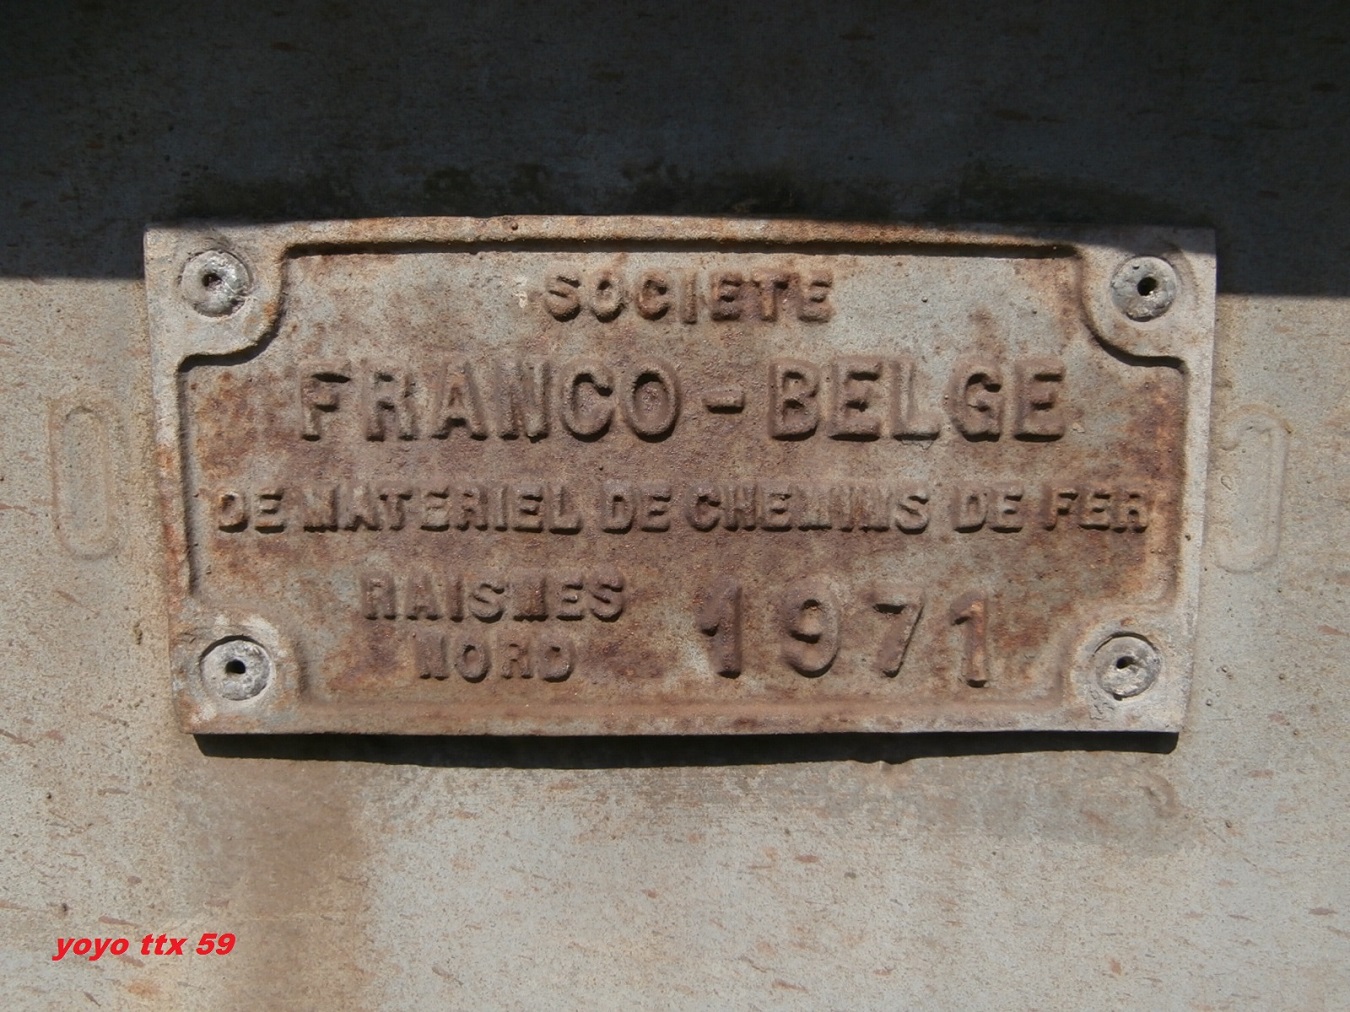 SOCIETE
FRANCO-BELGE
DE MATERIEL DE CHEMINS DE FER
RAISMES
NORD
1971
yoyo ttx 59